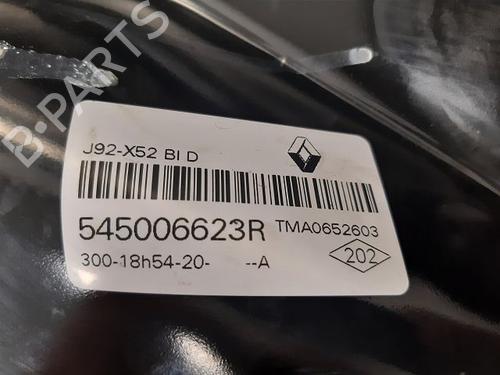 B-PARTS
J92-X52 BI D
545006623R TMA0652603
300-18h54-20- --A
202